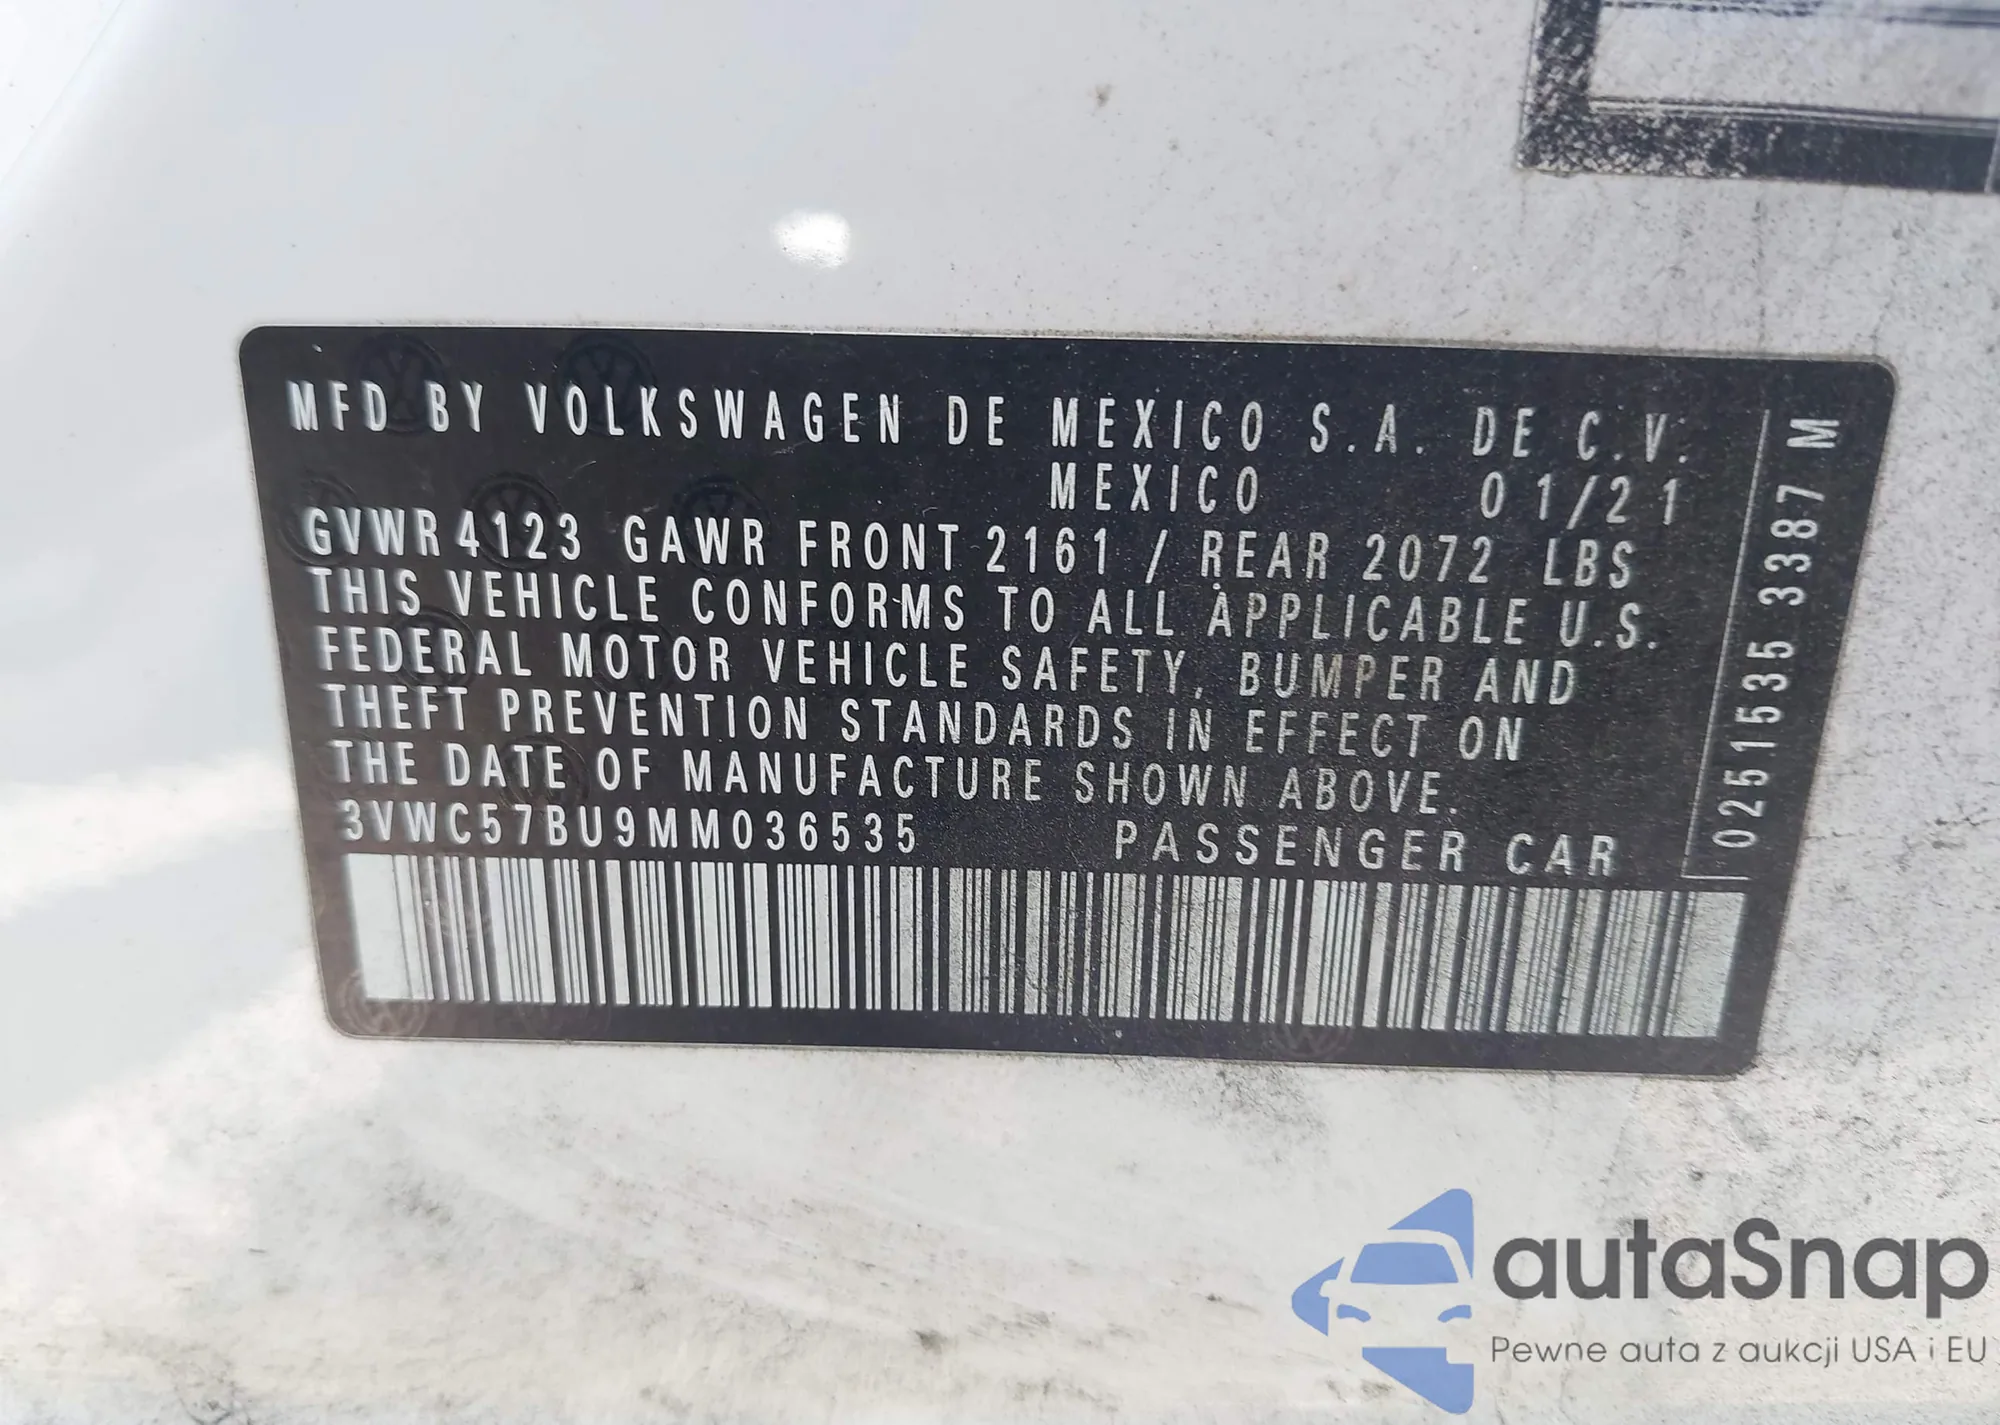 MFD BY VOLKSWAGEN DE MEXICO S.A. DE C.V.
MEXICO 01/21
GVWR 4123 GAWR FRONT 2161 / REAR 2072 LBS
THIS VEHICLE CONFORMS TO ALL APPLICABLE U.S.
FEDERAL MOTOR VEHICLE SAFETY, BUMPER AND
THEFT PREVENTION STANDARDS IN EFFECT ON
THE DATE OF MANUFACTURE SHOWN ABOVE.
3VWC57BU9MM036535 PASSENGER CAR
0251535 3387 M
autaSnap
Pewne auta z aukcji USA i EU